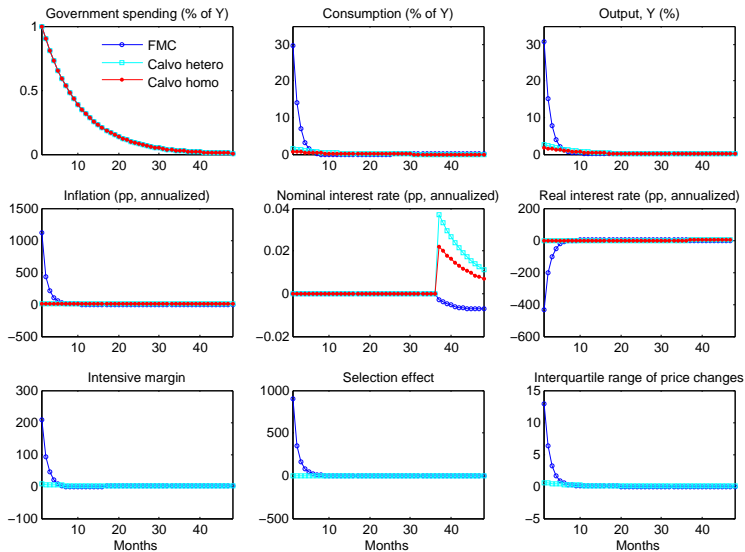 Government spending (% of Y)
Consumption (% of Y)
Output, Y (%)
1
0.5
0
10 20 30 40
FMC
Calvo hetero
Calvo homo
30
20
10
0
10 20 30 40
30
20
10
0
10 20 30 40
Inflation (pp, annualized)
Nominal interest rate (pp, annualized)
Real interest rate (pp, annualized)
1500
1000
500
0
−500
10 20 30 40
0.04
0.02
0
−0.02
10 20 30 40
200
0
−200
−400
−600
10 20 30 40
Intensive margin
Selection effect
Interquartile range of price changes
300
200
100
0
−100
10 20 30 40
Months
1000
500
0
−500
10 20 30 40
Months
15
10
5
0
−5
10 20 30 40
Months